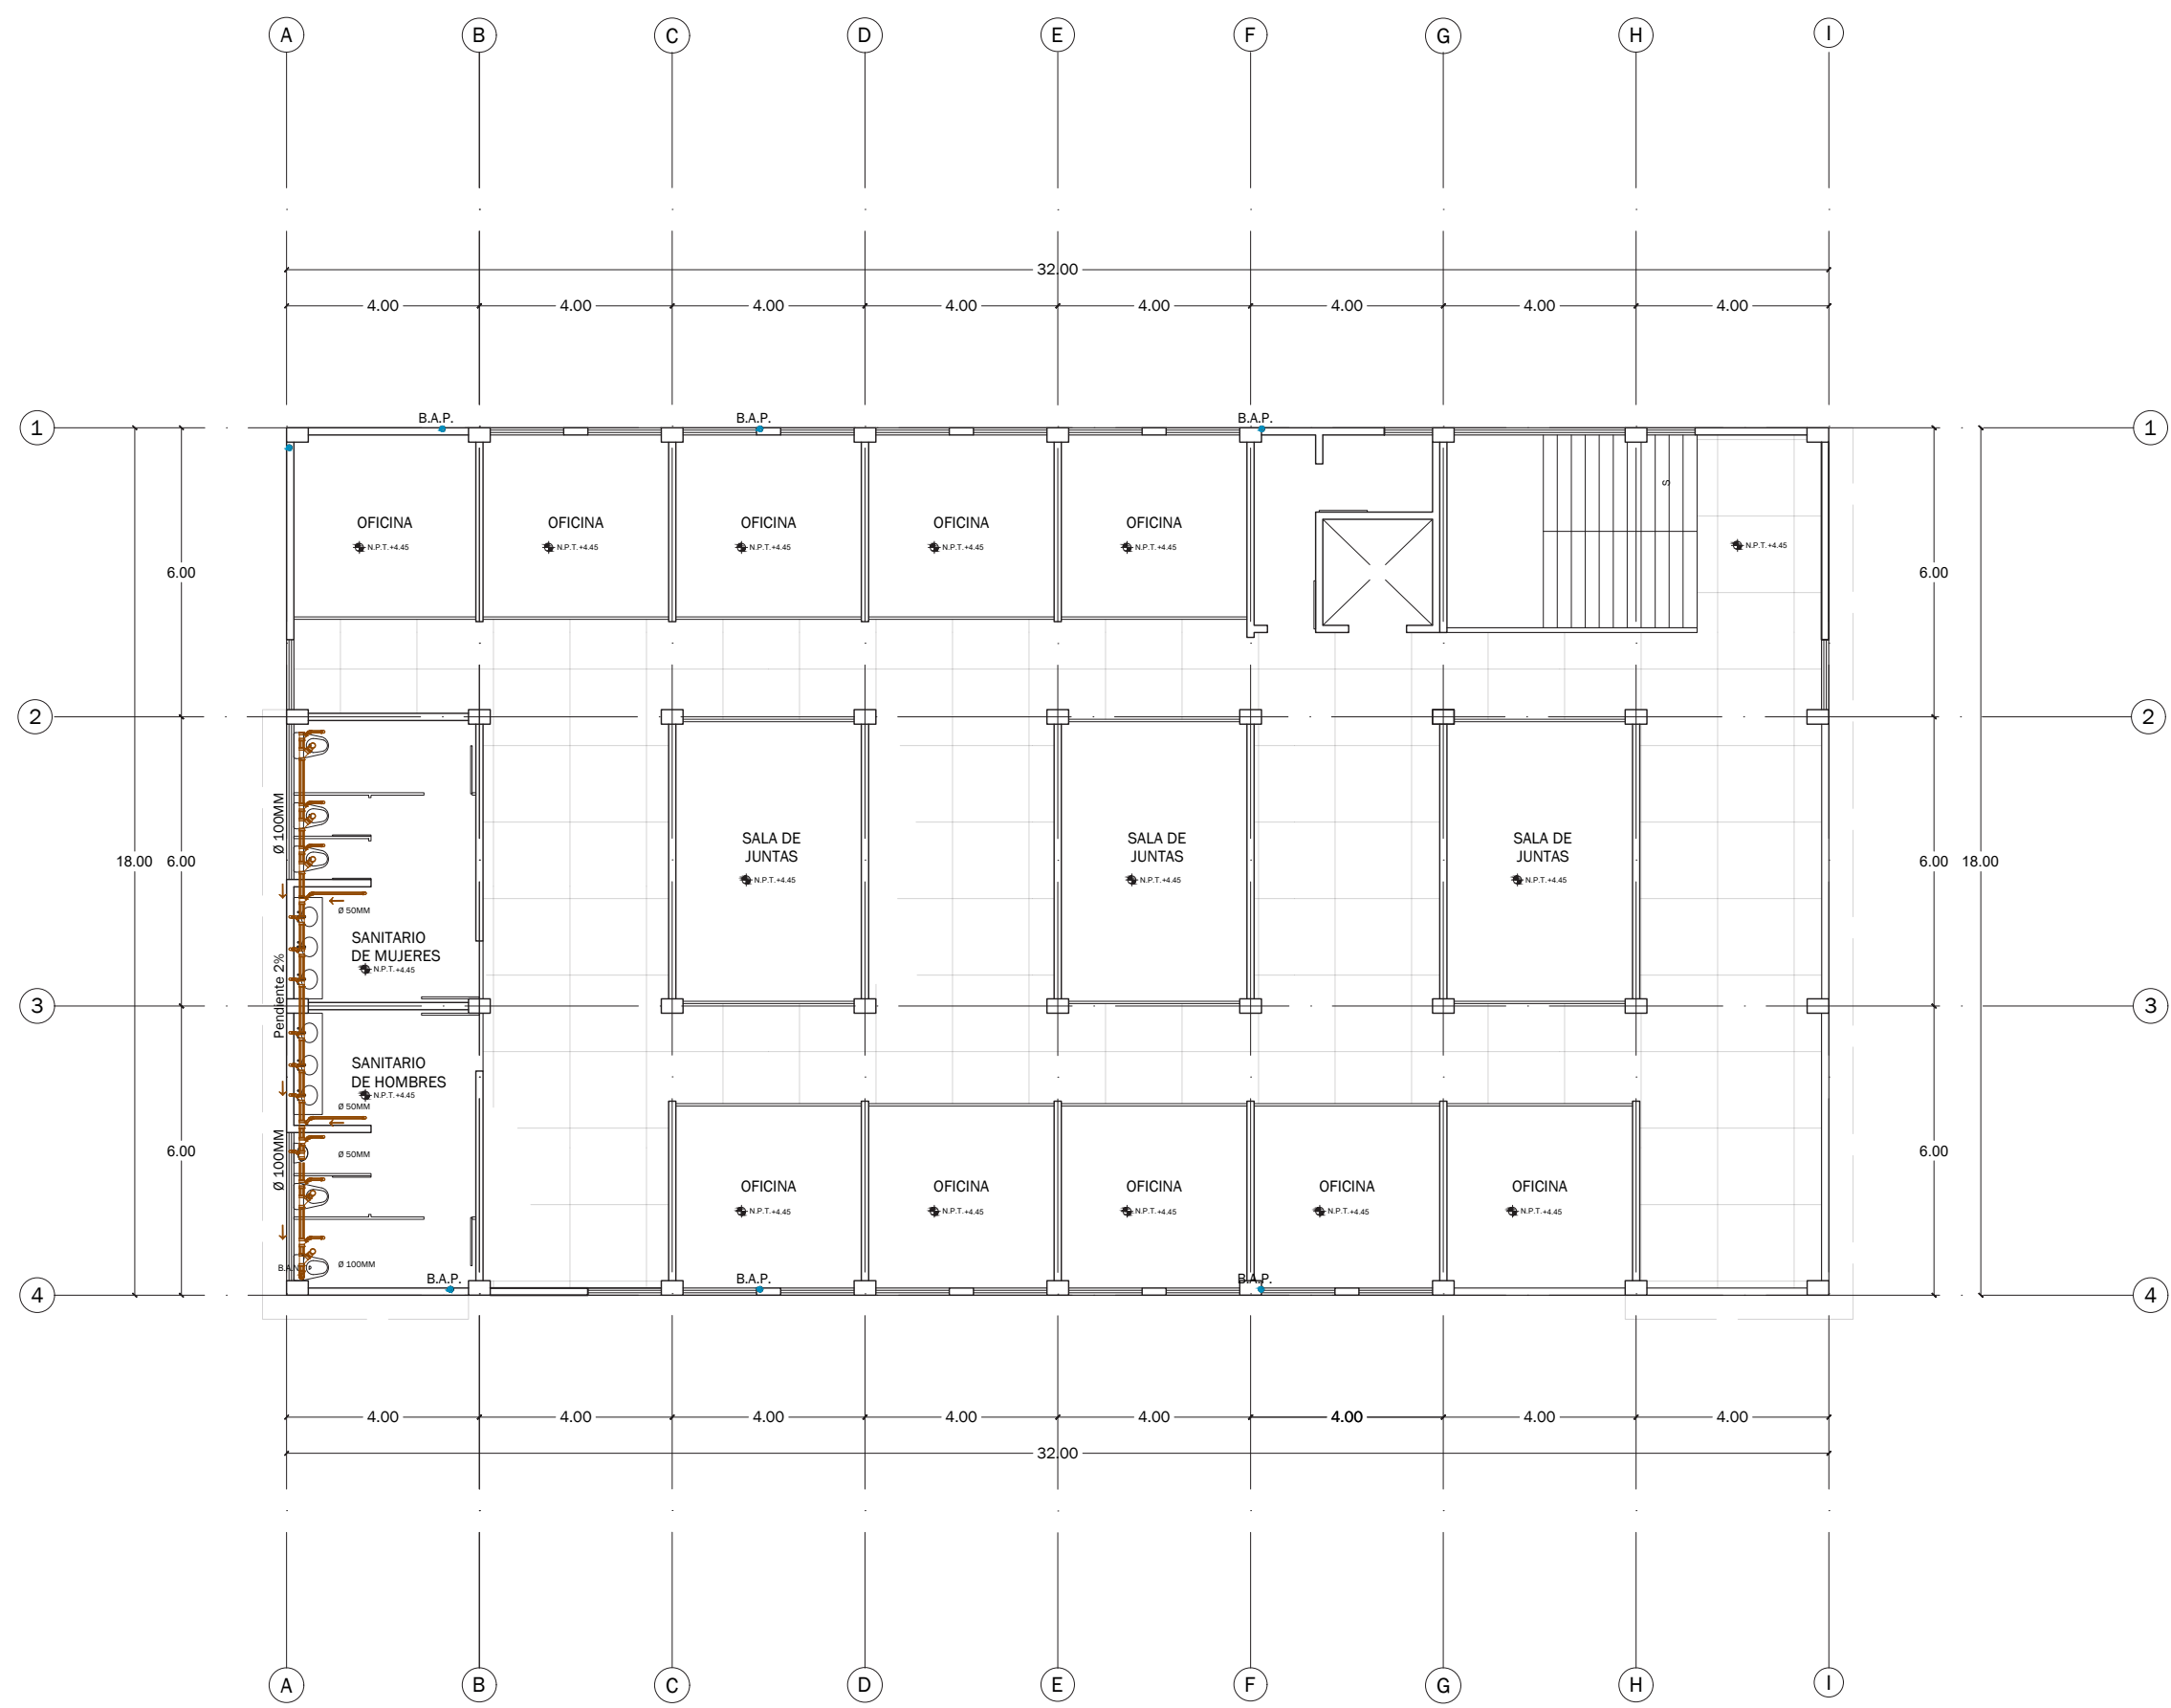 A B C D E F G H I
32.00
4.00 4.00 4.00 4.00 4.00 4.00 4.00 4.00
B.A.P. B.A.P. B.A.P.
1 1
S
OFICINA OFICINA OFICINA OFICINA OFICINA
N.P.T.+4.45 N.P.T.+4.45 N.P.T.+4.45 N.P.T.+4.45 N.P.T.+4.45 N.P.T.+4.45
6.00 6.00
2 2
Ø 100MM
SALA DE SALA DE SALA DE
JUNTAS JUNTAS JUNTAS
18.00 6.00 6.00 18.00
N.P.T.+4.45 N.P.T.+4.45 N.P.T.+4.45
Ø 50MM
SANITARIO
DE MUJERES
N.P.T.+4.45
Pendiente 2%
3 3
SANITARIO
DE HOMBRES
N.P.T.+4.45
Ø 50MM
Ø 100MM
6.00 6.00
Ø 50MM
OFICINA OFICINA OFICINA OFICINA OFICINA
N.P.T.+4.45 N.P.T.+4.45 N.P.T.+4.45 N.P.T.+4.45 N.P.T.+4.45
Ø 100MM
B.A.P. B.A.P. B.A.P.
4 4
4.00 4.00 4.00 4.00 4.00 4.00 4.00 4.00
32.00
A B C D E F G H I